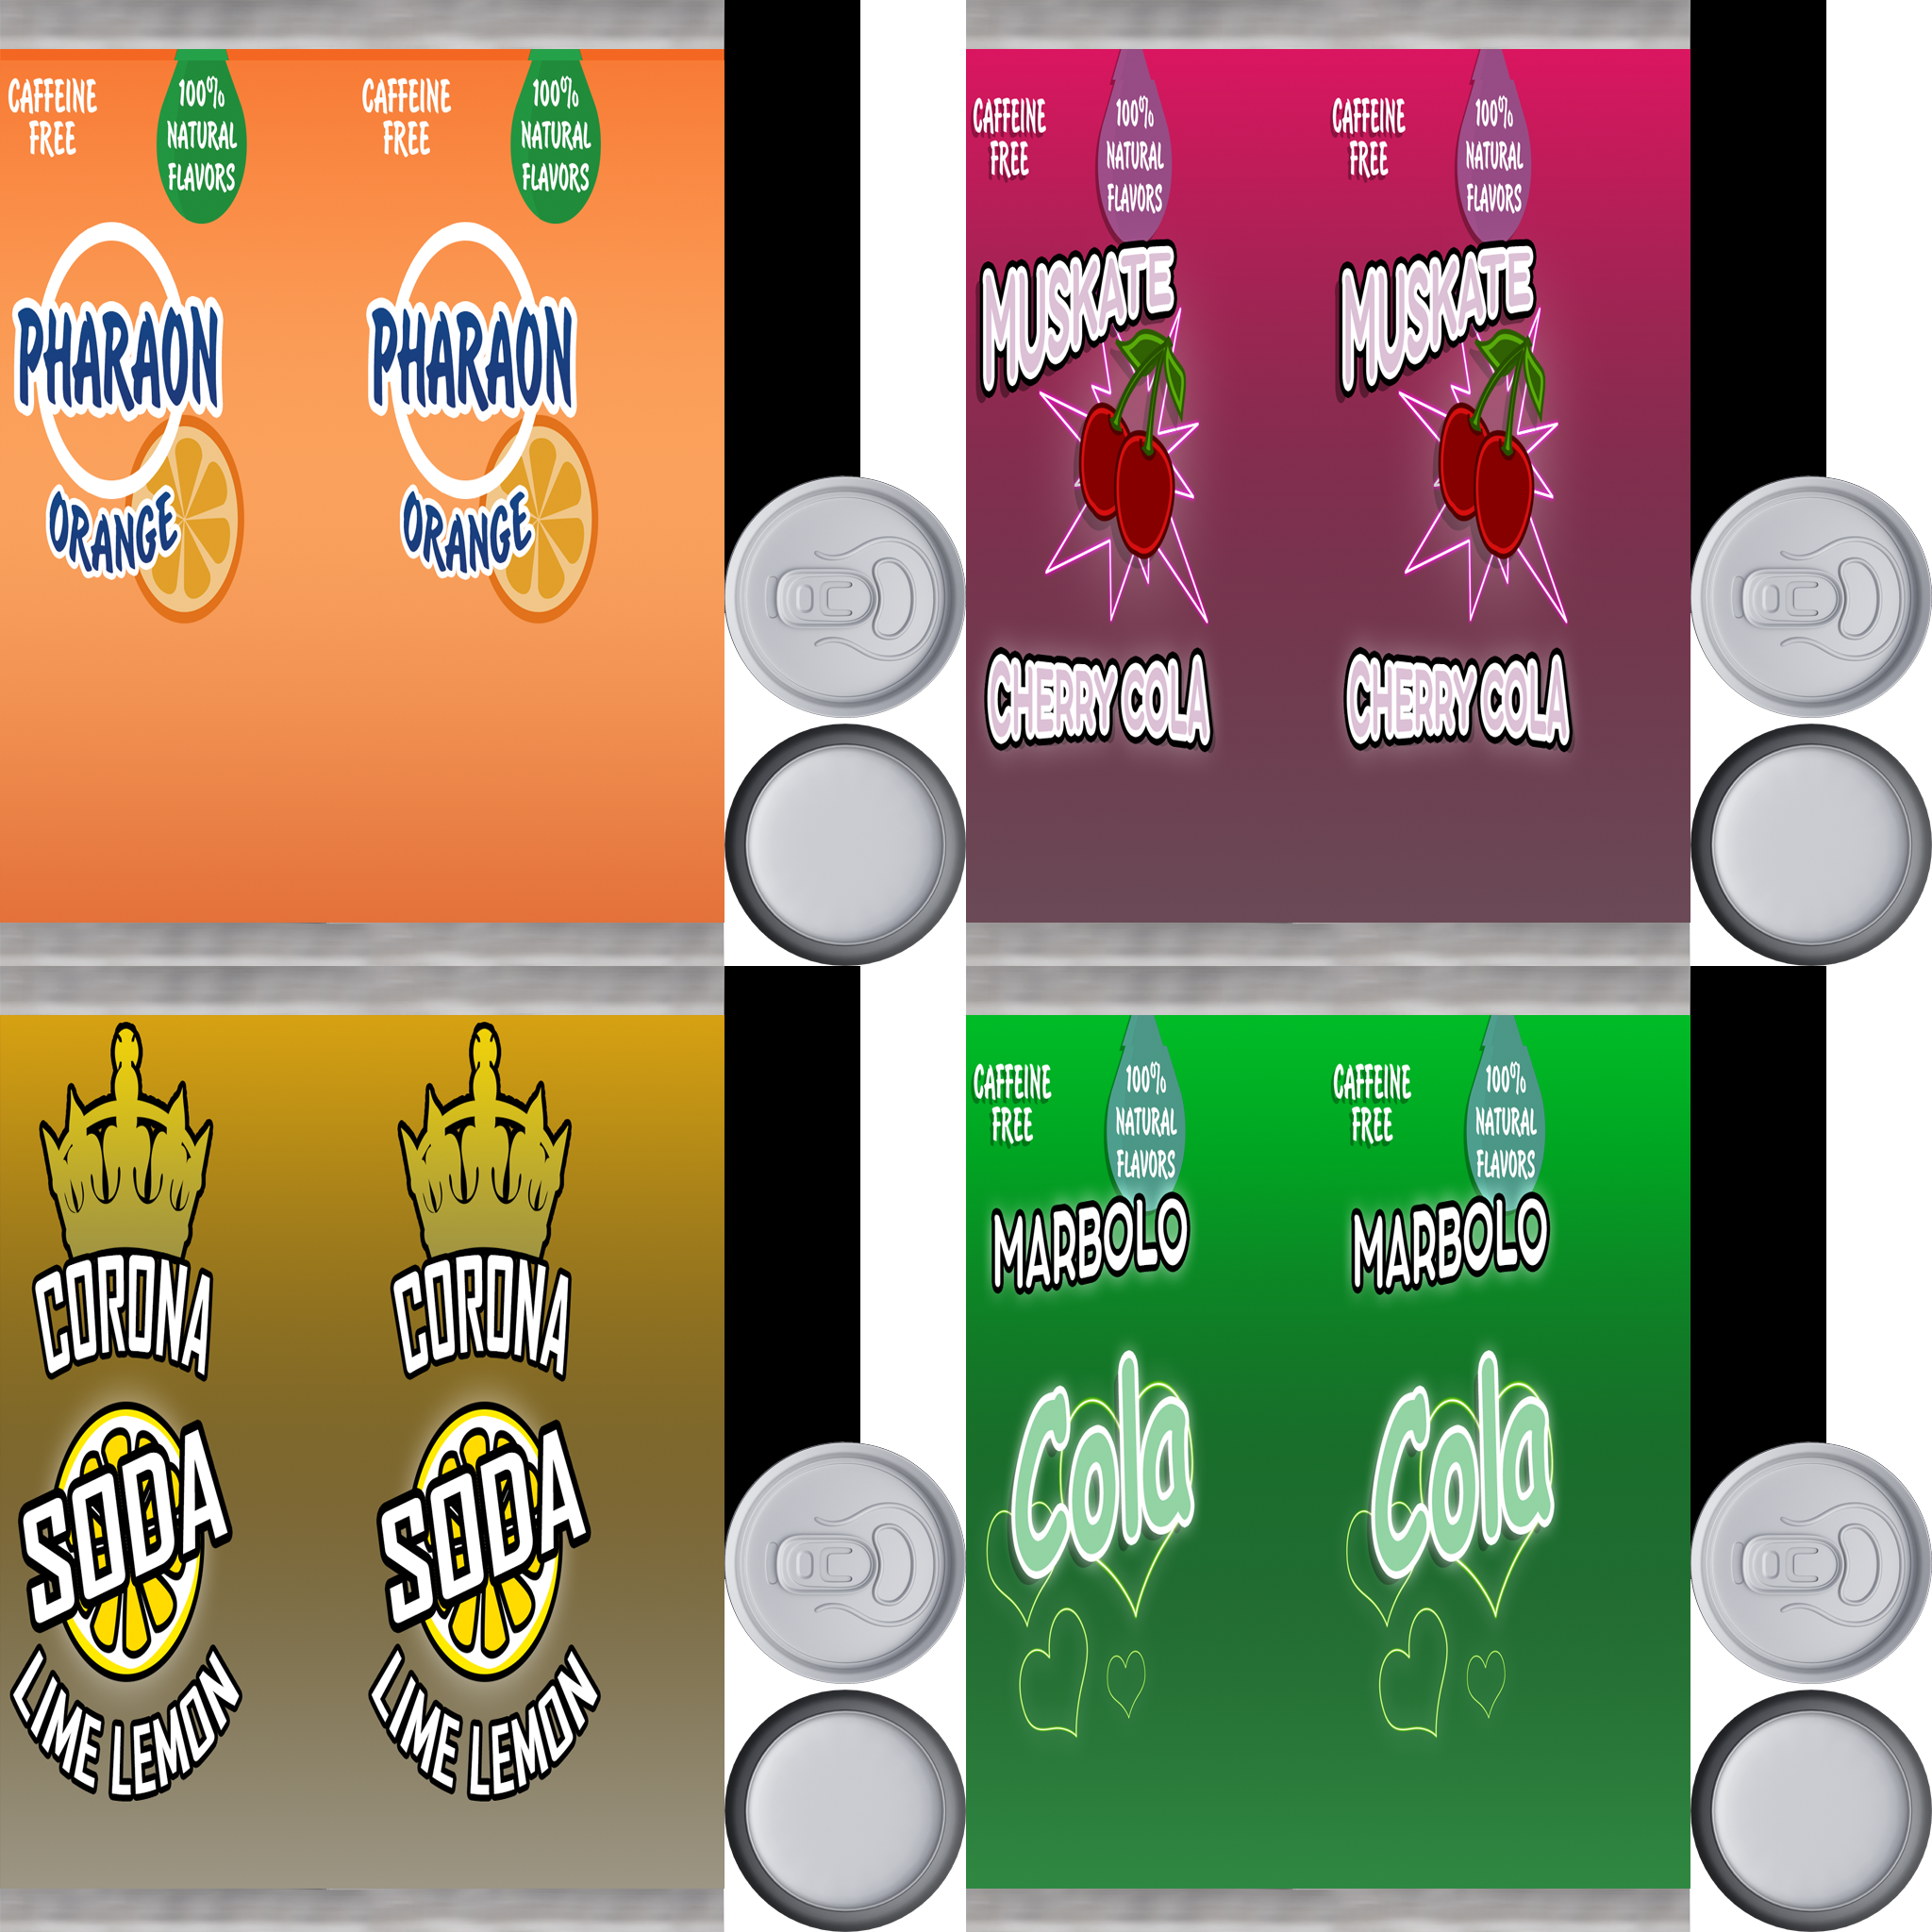 CAFFEINE
FREE
100%
NATURAL
FLAVORS
PHARAON
ORANGE
CAFFEINE
FREE
100%
NATURAL
FLAVORS
PHARAON
ORANGE
CAFFEINE
FREE
100%
NATURAL
FLAVORS
MUSKATE
CHERRY COLA
CAFFEINE
FREE
100%
NATURAL
FLAVORS
MUSKATE
CHERRY COLA
CORONA
SODA
LIME LEMON
CORONA
SODA
LIME LEMON
CAFFEINE
FREE
100%
NATURAL
FLAVORS
MARBOLO
Cola
CAFFEINE
FREE
100%
NATURAL
FLAVORS
MARBOLO
Cola